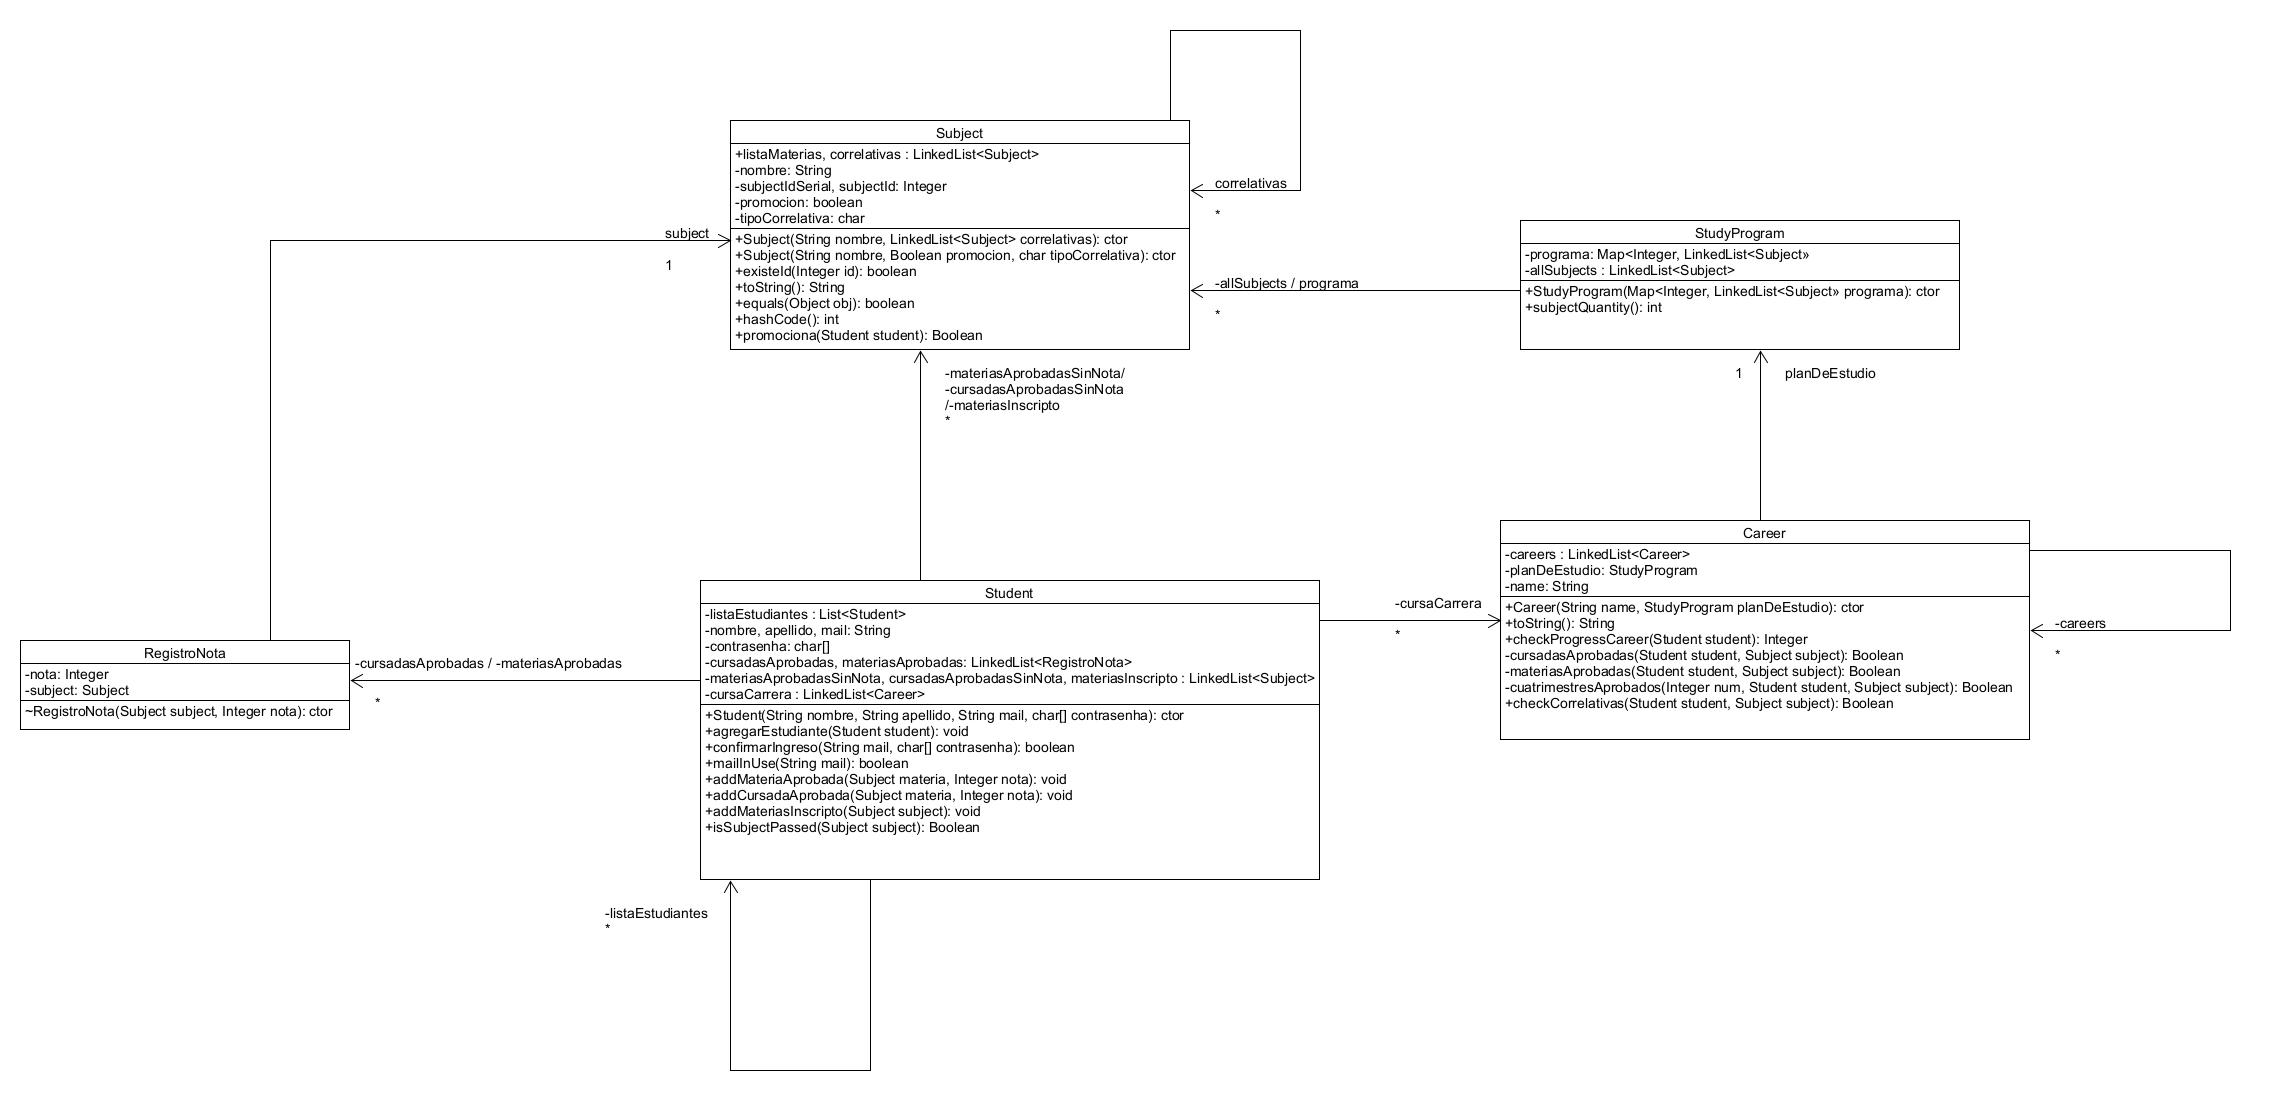 Subject
+listaMaterias, correlativas : LinkedList<Subject>
-nombre: String
-subjectIdSerial, subjectId: Integer
-promocion: boolean
-tipoCorrelativa: char
+Subject(String nombre, LinkedList<Subject> correlativas): ctor
+Subject(String nombre, Boolean promocion, char tipoCorrelativa): ctor
+existeId(Integer id): boolean
+toString(): String
+equals(Object obj): boolean
+hashCode(): int
+promociona(Student student): Boolean
correlativas
*
subject
1
StudyProgram
-programa: Map<Integer, LinkedList<Subject»
-allSubjects : LinkedList<Subject>
+StudyProgram(Map<Integer, LinkedList<Subject» programa): ctor
+subjectQuantity(): int
-allSubjects / programa
*
-materiasAprobadasSinNota/
-cursadasAprobadasSinNota
/-materiasInscripto
*
1
planDeEstudio
Career
-careers : LinkedList<Career>
-planDeEstudio: StudyProgram
-name: String
+Career(String name, StudyProgram planDeEstudio): ctor
+toString(): String
+checkProgressCareer(Student student): Integer
-cursadasAprobadas(Student student, Subject subject): Boolean
-materiasAprobadas(Student student, Subject subject): Boolean
-cuatrimestresAprobados(Integer num, Student student, Subject subject): Boolean
+checkCorrelativas(Student student, Subject subject): Boolean
-careers
*
Student
-listaEstudiantes : List<Student>
-nombre, apellido, mail: String
-contrasenha: char[]
-cursadasAprobadas, materiasAprobadas: LinkedList<RegistroNota>
-materiasAprobadasSinNota, cursadasAprobadasSinNota, materiasInscripto : LinkedList<Subject>
-cursaCarrera : LinkedList<Career>
+Student(String nombre, String apellido, String mail, char[] contrasenha): ctor
+agregarEstudiante(Student student): void
+confirmarIngreso(String mail, char[] contrasenha): boolean
+mailInUse(String mail): boolean
+addMateriaAprobada(Subject materia, Integer nota): void
+addCursadaAprobada(Subject materia, Integer nota): void
+addMateriasInscripto(Subject subject): void
+isSubjectPassed(Subject subject): Boolean
-cursaCarrera
*
RegistroNota
-nota: Integer
-subject: Subject
~RegistroNota(Subject subject, Integer nota): ctor
-cursadasAprobadas / -materiasAprobadas
*
-listaEstudiantes
*